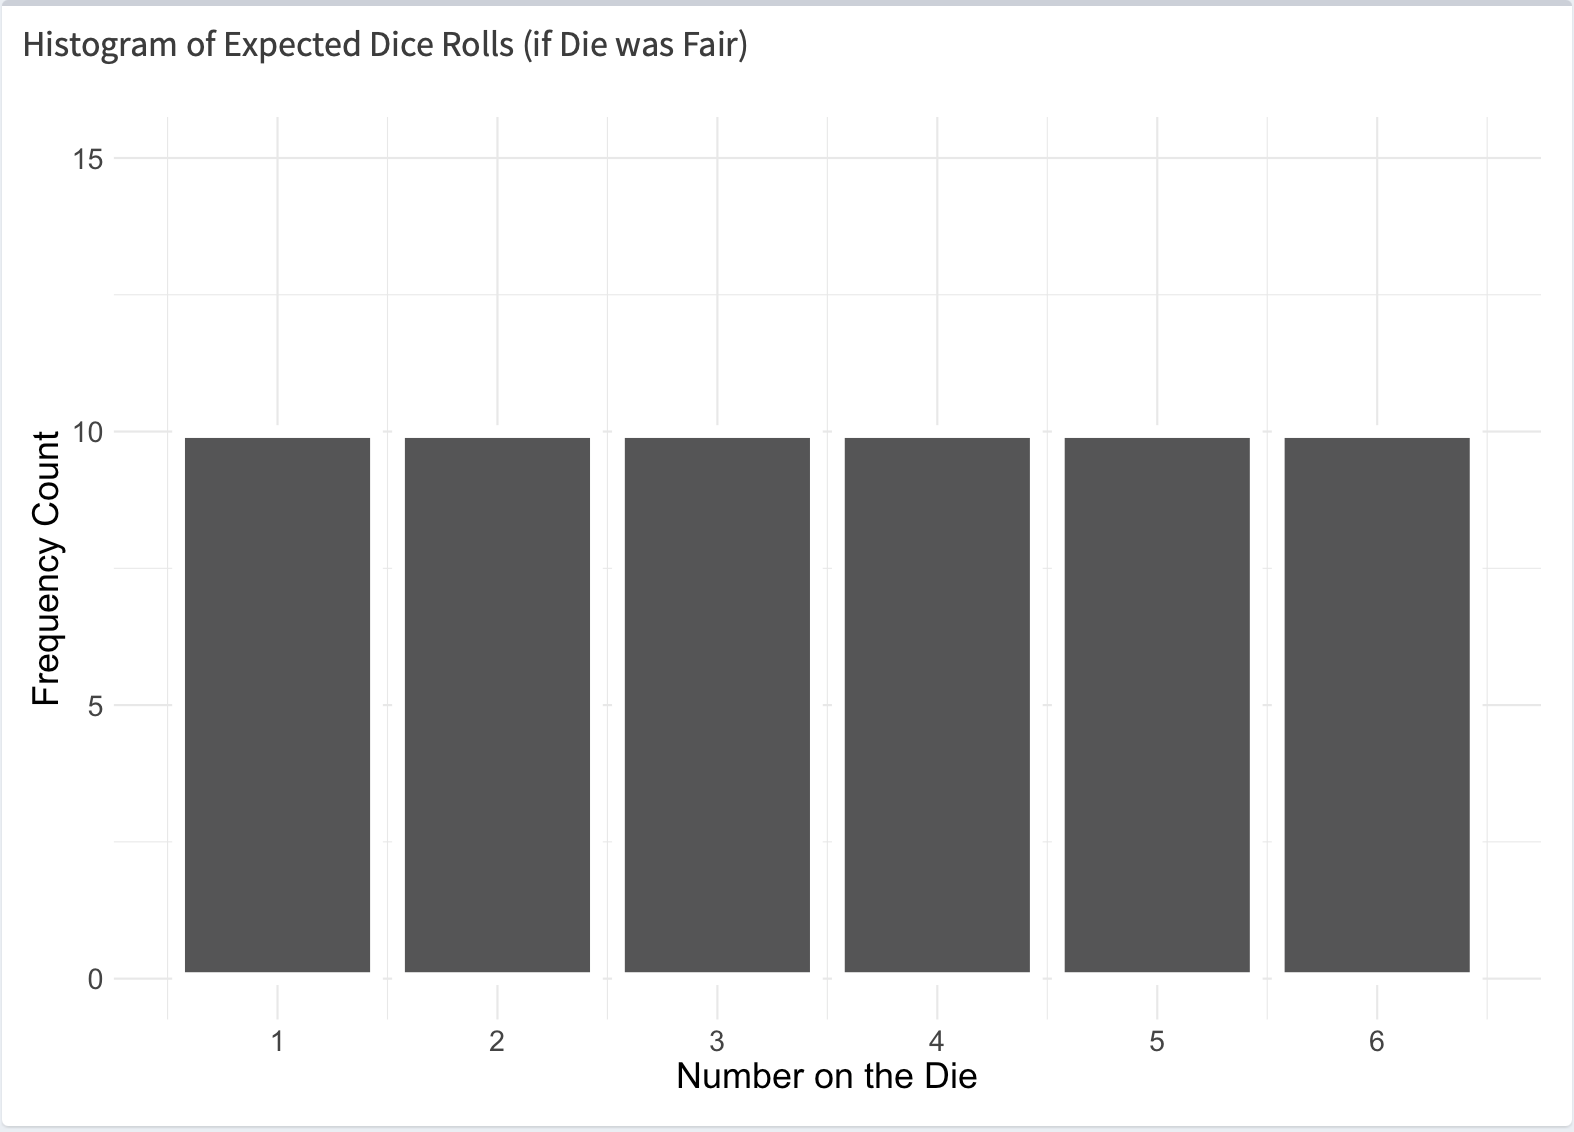 Histogram of Expected Dice Rolls (if Die was Fair)
15
10
5
0
Frequency Count
1 2 3 4 5 6
Number on the Die